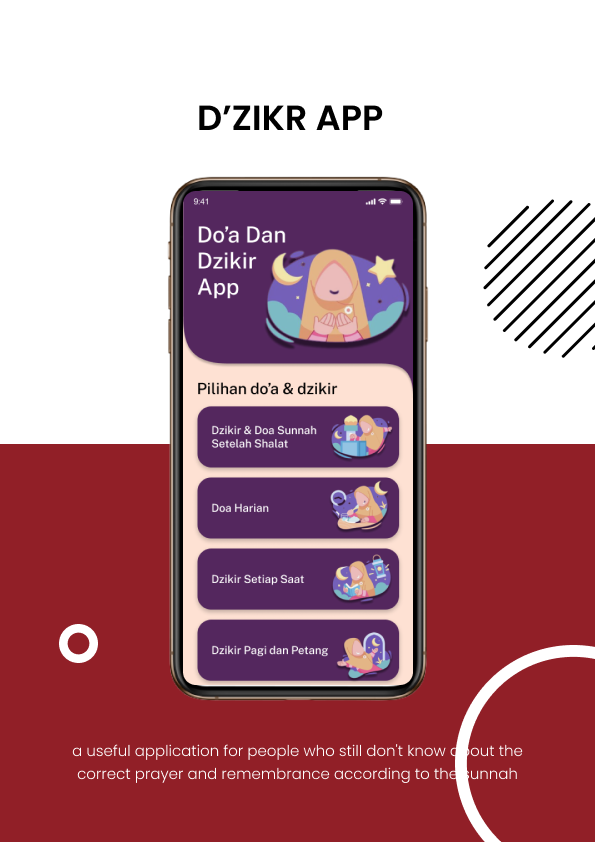 D’ZIKR APP
9:41
Do’a Dan
Dzikir
App
Pilihan do’a & dzikir
Dzikir & Doa Sunnah
Setelah Shalat
Doa Harian
Dzikir Setiap Saat
Dzikir Pagi dan Petang
a useful application for people who still don't know about the
correct prayer and remembrance according to the sunnah